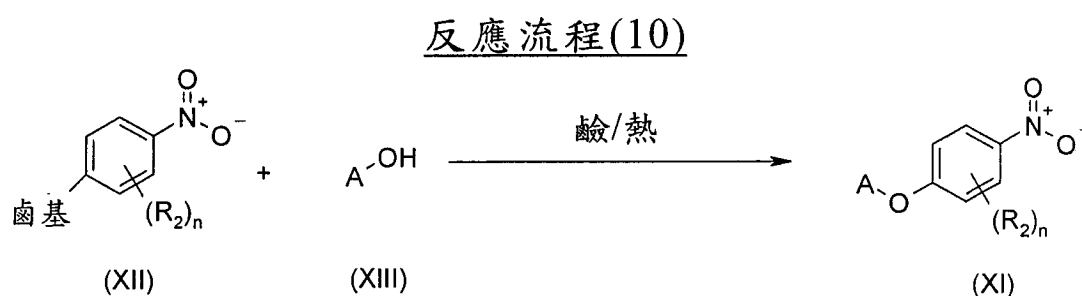 反應流程(10)
O
N+
O−
鹵基
(R2)n
+
A-OH
鹼/熱
O
N+
O-
A-O
(R2)n
(XII)
(XIII)
(XI)